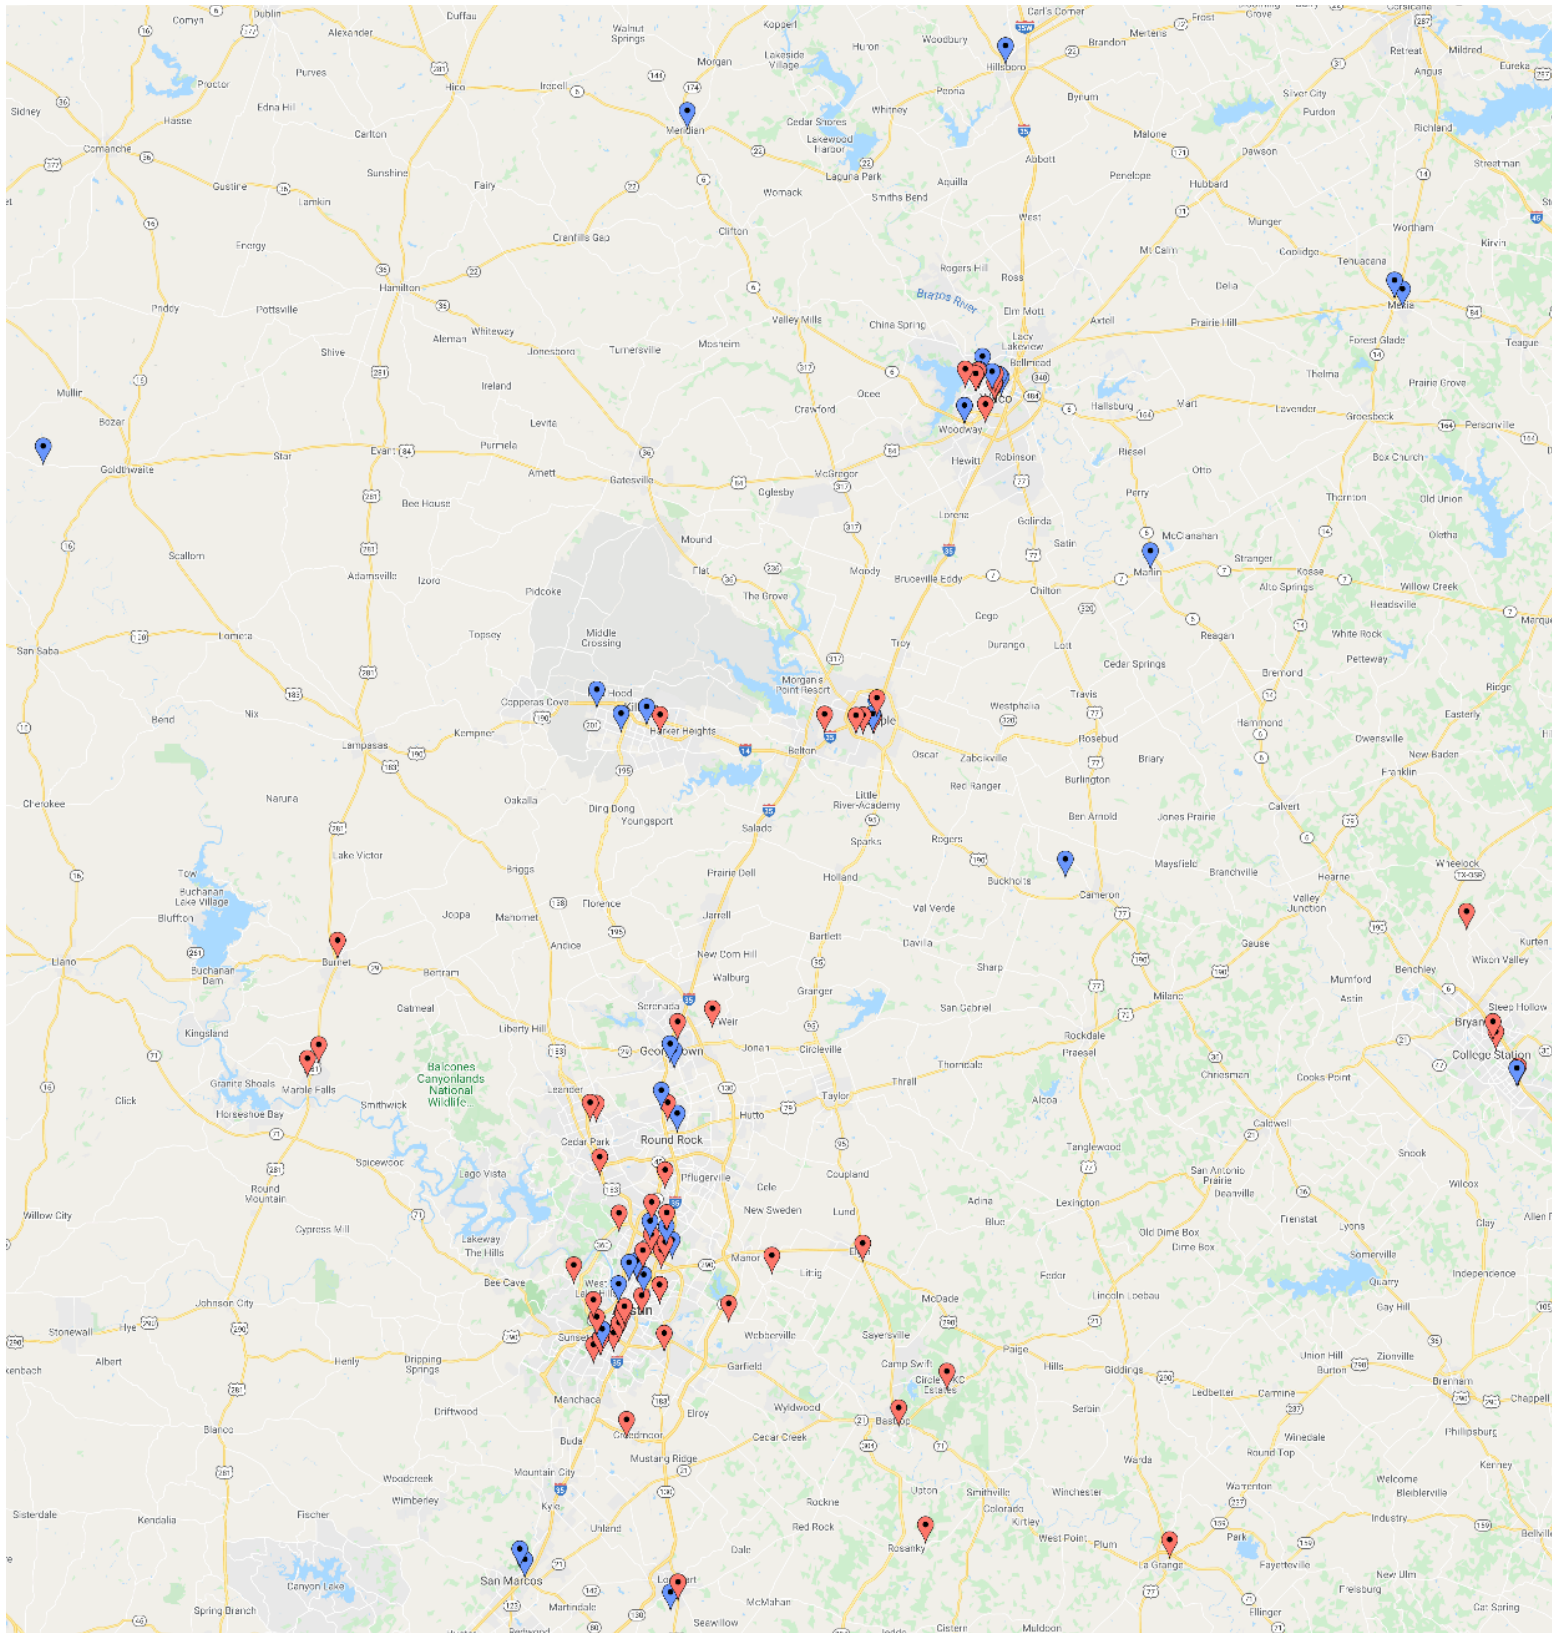 Comyn
Dublin
Duffau
Alexander
Walnut
Springs
Kopperl
Carl's Corner
Frost
Grove
Corsicana
Mertens
Brandon
Woodbury
Huron
Lakeside
Village
Morgan
Hillsboro
Retreat
Mildred
Angus
Eureka
Proctor
Purves
Hico
Iredell
Peoria
Bynum
Silver City
Purdon
Sidney
Hasse
Edna Hill
Carlton
Whitney
Cedar Shores
Lakewood
Harbor
Meridian
Malone
Richland
Comanche
Abbott
Dawson
Streetman
Sunshine
Laguna Park
Penelope
Gustine
Fairy
Womack
Aquilla
Hubbard
Lamkin
Smiths Bend
West
Munger
Wortham
Clifton
Cranfills Gap
Energy
Mt Calm
Coolidge
Kirvin
Tehuacana
Rogers Hill
Ross
Hamilton
Brazos River
Delia
Mexia
Priddy
Pottsville
Elm Mott
Valley Mills
China Spring
Axtell
Prairie Hill
Whiteway
Aleman
Lacy
Lakeview
Forest Glade
Teague
Mosheim
Jonesboro
Turnersville
Shive
Bellmead
Thelma
Prairie Grove
Ireland
Ocee
Mullin
Crawford
Waco
Hallsburg
Mart
Lavender
Groesbeck
Personville
Bozar
Levita
Woodway
Star
Evant
Purmela
Riesel
Goldthwaite
Hewitt
Robinson
Box Church
Arnett
Gatesville
McGregor
Otto
Oglesby
Perry
Thornton
Old Union
Bee House
Lorena
Golinda
McClanahan
Oletha
Satin
Mound
Stranger
Scallorn
Flat
Moody
Marlin
Kosse
Adamsville
Izoro
Bruceville Eddy
Alto Springs
Willow Creek
Pidcoke
The Grove
Chilton
Headsville
Cego
Middle
Crossing
Reagan
White Rock
Topsey
San Saba
Lometa
Troy
Durango
Lott
Petteway
Cedar Springs
Bremond
Morgan's
Point Resort
Ridge
Travis
Copperas Cove
Westphalia
Bend
Nix
Hammond
Easterly
Harker Heights
Kempner
Rosebud
Owensville
Lampasas
Belton
Oscar
Zabcikville
Briary
New Baden
Burlington
Franklin
Red Ranger
Cherokee
Naruna
Oakalla
Ding Dong
Little
River-Academy
Calvert
Youngsport
Ben Arnold
Jones Prairie
Salado
Sparks
Rogers
Lake Victor
Maysfield
Wheelock
Briggs
Prairie Dell
Holland
Branchville
Hearne
Tow
Buckholts
Buchanan
Lake Village
Cameron
Valley
Junction
Florence
Val Verde
Joppa
Mahomet
Bluffton
Jarrell
Kurten
Bartlett
Davilla
Andice
Gause
New Corn Hill
Llano
Burnet
Sharp
Benchley
Wixon Valley
Bertram
Walburg
Buchanan
Dam
Mumford
Granger
Milano
Astin
Oatmeal
Serenada
San Gabriel
Steep Hollow
Kingsland
Liberty Hill
Weir
Rockdale
Bryan
Georgetown
Jonah
Circleville
Praesel
College Station
Balcones
Canyonlands
National
Wildlife...
Thorndale
Chriesman
Cooks Point
Granite Shoals
Marble Falls
Leander
Thrall
Click
Smithwick
Taylor
Alcoa
Horseshoe Bay
Hutto
Caldwell
Cedar Park
Round Rock
Tanglewood
Snook
Spicewood
Lago Vista
Pflugerville
Coupland
San Antonio
Prairie
Round
Mountain
Cele
Deanville
Wilcox
Adina
Lexington
Willow City
New Sweden
Lund
Frenstat
Cypress Mill
Blue
Lyons
Clay
Old Dime Box
Lakeway
The Hills
Dime Box
Somerville
Manor
Elgin
Bee Cave
Littig
Fedor
Independence
West
Lake Hills
Quarry
Johnson City
McDade
Lincoln Loebau
Gay Hill
Austin
Stonewall
Hye
Webberville
Sayersville
Sunset
Paige
Albert
Henly
Dripping
Springs
Garfield
Camp Swift
Hills
Giddings
Union Hill
Burton
Zionville
Circle D-KC
Estates
Brenham
Ledbetter
Carmine
Manchaca
Chappell
Driftwood
Elroy
Wyldwood
Serbin
Bastrop
Blanco
Creedmoor
Buda
Cedar Creek
Winedale
Phillipsburg
Round Top
Mustang Ridge
Warda
Kenney
Mountain City
Woodcreek
Welcome
Bleiblerville
Wimberley
Upton
Smithville
Winchester
Warrenton
Kyle
Rockne
Colorado
Sisterdale
Fischer
Kendalia
Uhland
Red Rock
Kirtley
Industry
West Point
Plum
Park
Rosanky
Dale
La Grange
Fayetteville
San Marcos
Canyon Lake
New Ulm
Frelsburg
McMahan
Martindale
Spring Branch
Cat Spring
Seawillow
Ellinger
Redwood
Jeddo
Cistern
Muldoon